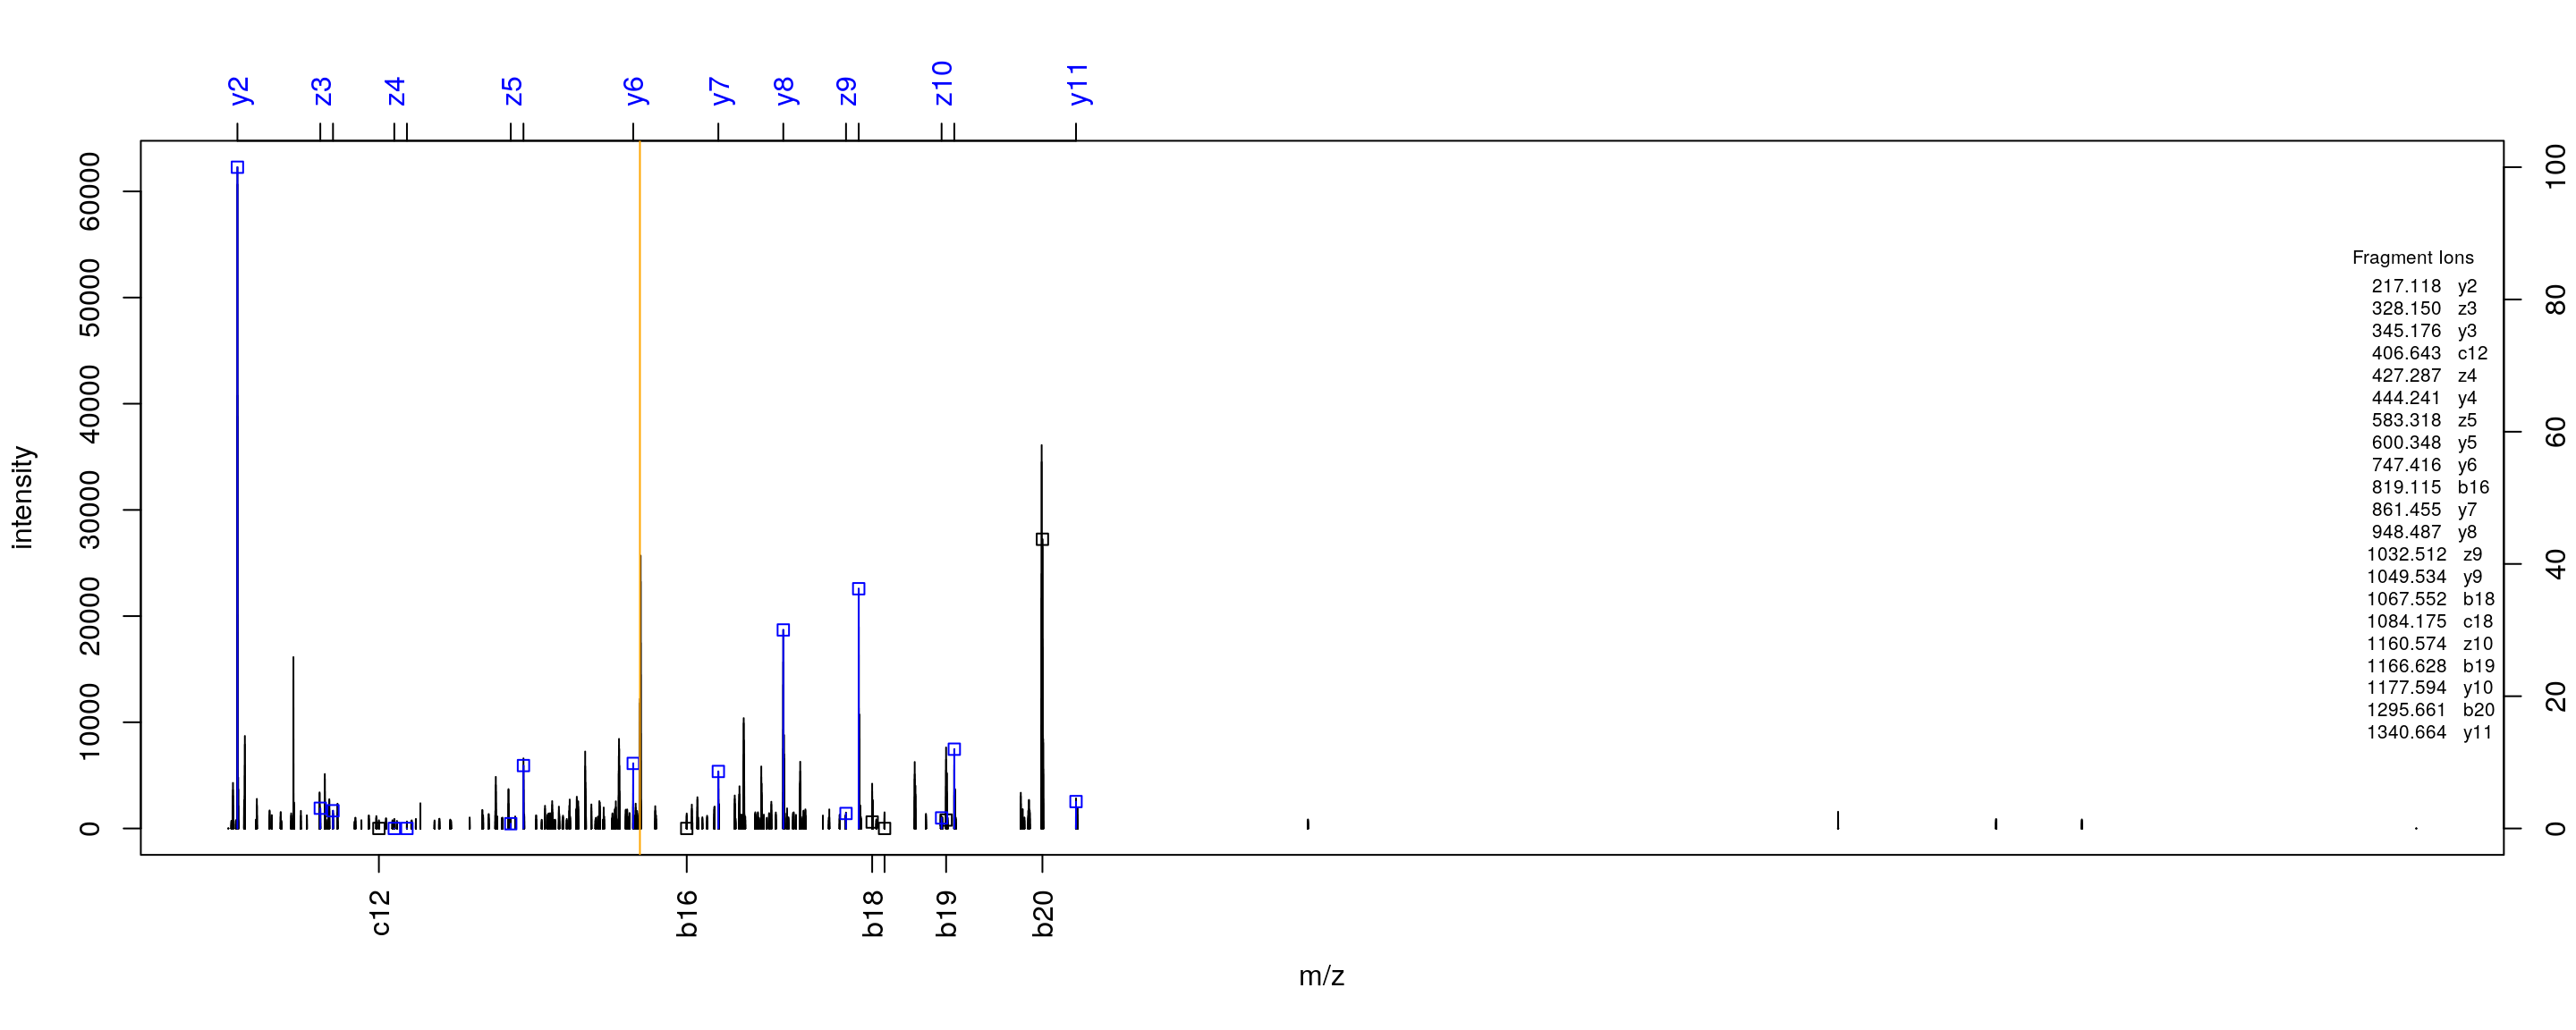 y2 z3 z4 z5 y6 y7 y8 z9 z10 y11
60000
50000
40000
30000
20000
10000
0
intensity
100
80
60
40
20
0
Fragment Ions
217.118 y2
328.150 z3
345.176 y3
406.643 c12
427.287 z4
444.241 y4
583.318 z5
600.348 y5
747.416 y6
819.115 b16
861.455 y7
948.487 y8
1032.512 z9
1049.534 y9
1067.552 b18
1084.175 c18
1160.574 z10
1166.628 b19
1177.594 y10
1295.661 b20
1340.664 y11
c12 b16 b18 b19 b20
m/z